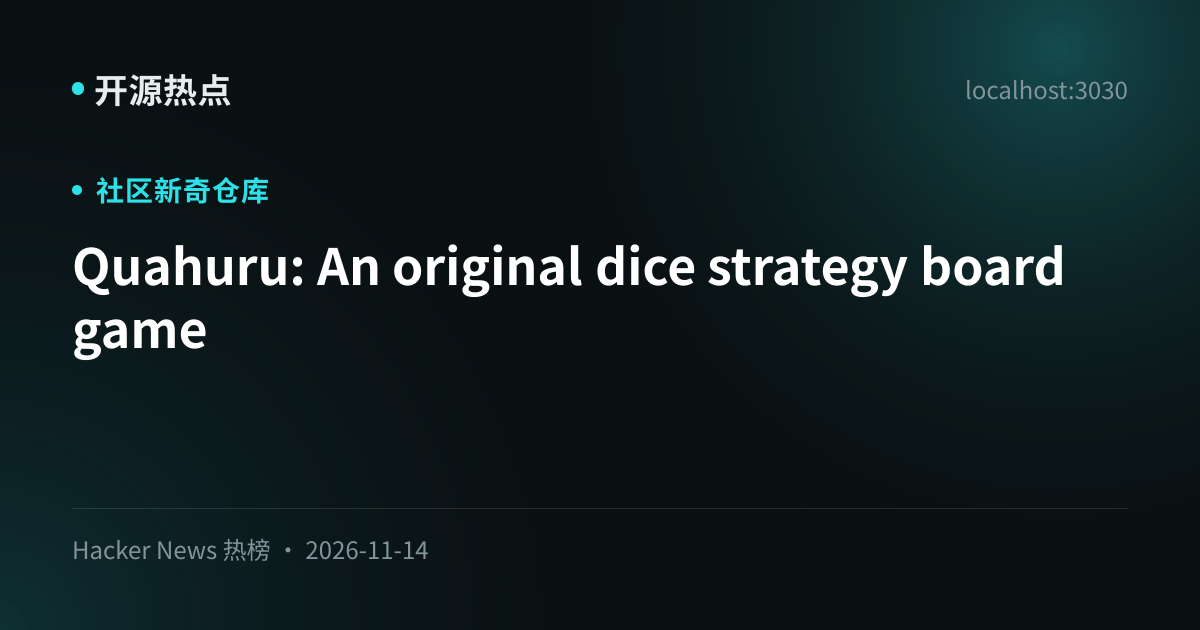 开源热点
localhost:3030
社区新奇仓库
Quahuru: An original dice strategy board
game
Hacker News 热榜 · 2026-11-14